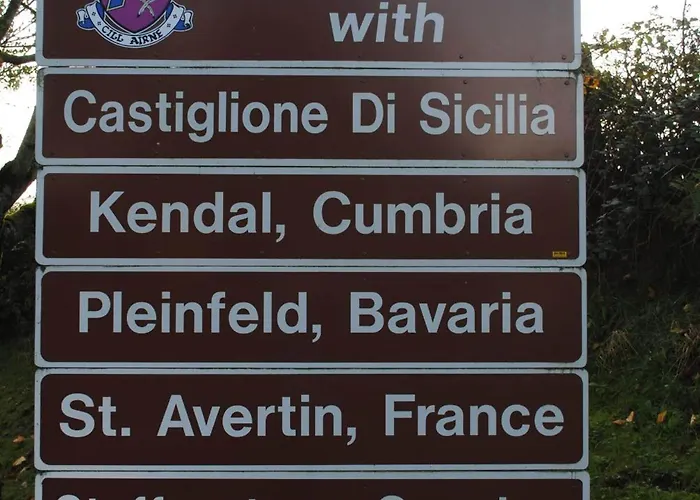 CILL AIRNE
with
Castiglione Di Sicilia
Kendal, Cumbria
Pleinfeld, Bavaria
St. Avertin, France